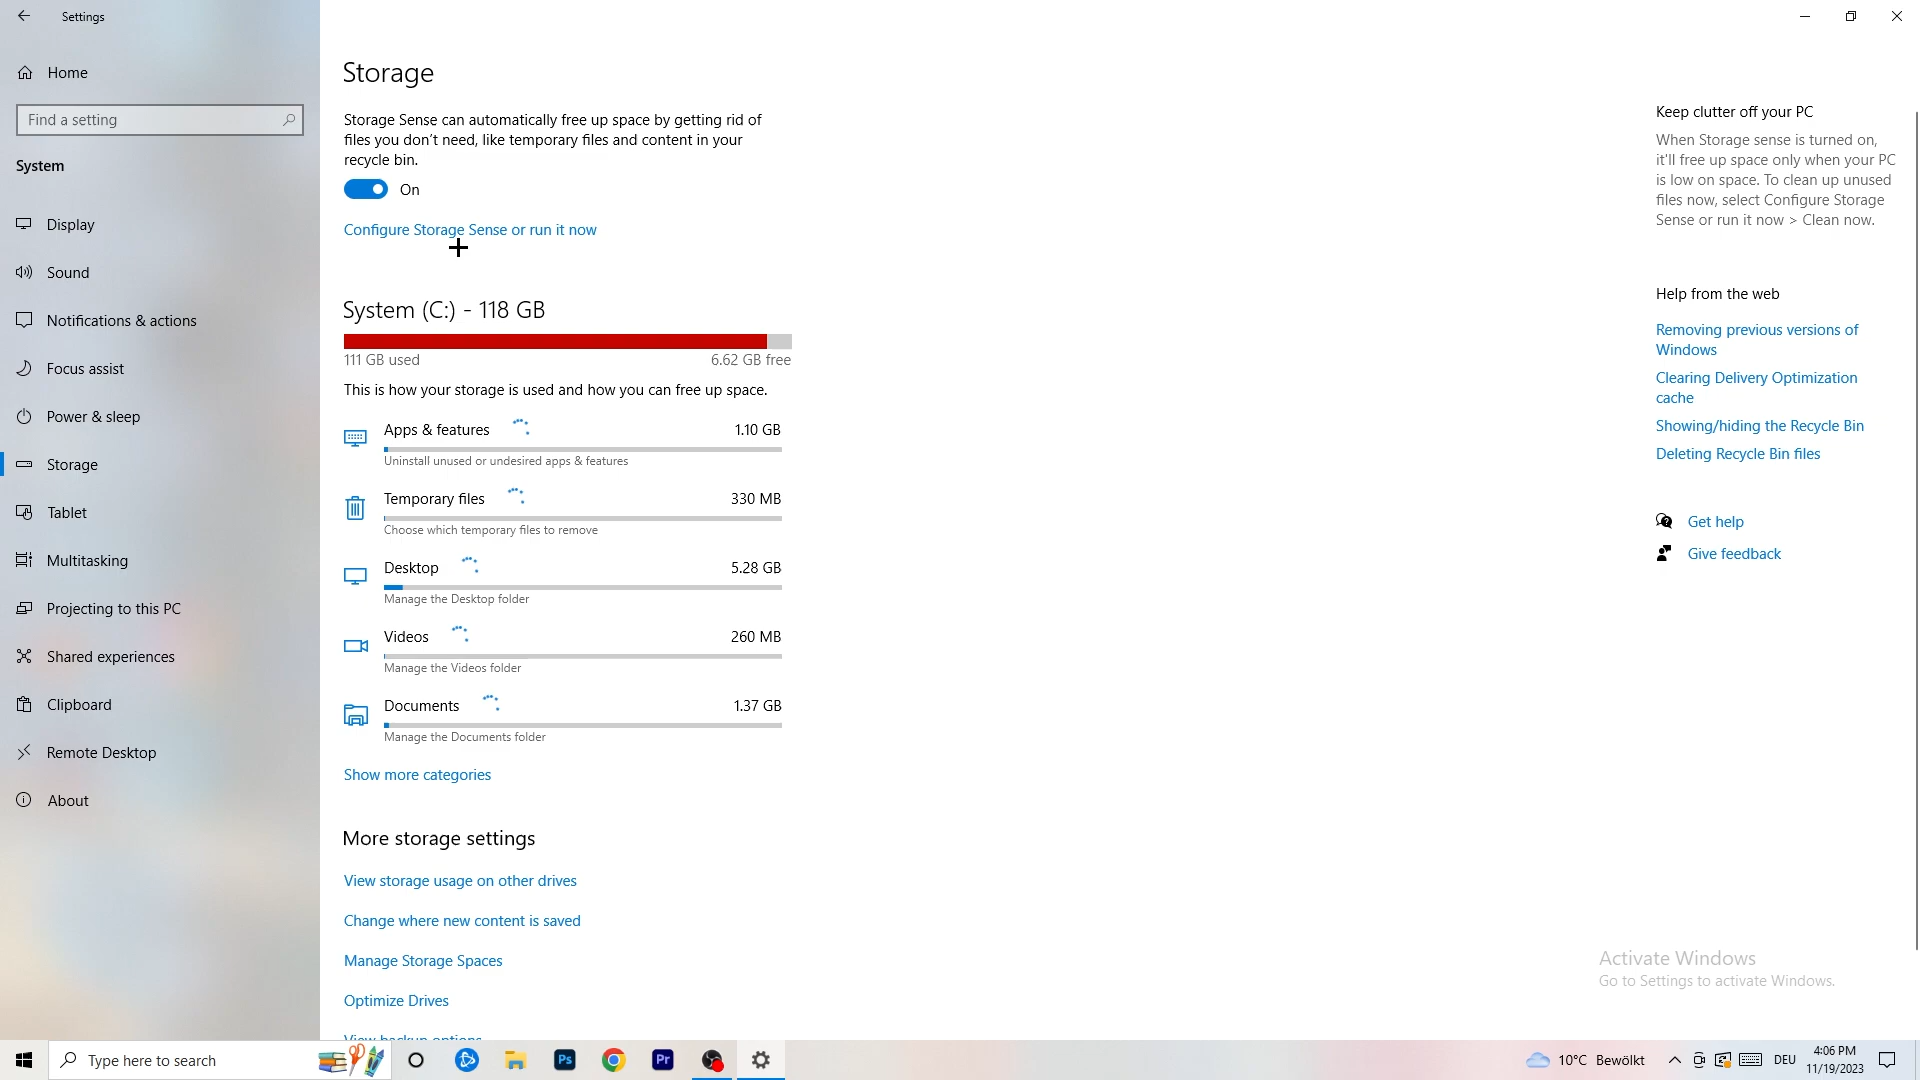 Settings
Home
Find a setting
System
Display
Sound
Notifications & actions
Focus assist
Power & sleep
Storage
Tablet
Multitasking
Projecting to this PC
Shared experiences
Clipboard
Remote Desktop
About
Storage
Storage Sense can automatically free up space by getting rid of
files you don't need, like temporary files and content in your
recycle bin.
On
Configure Storage Sense or run it now
System (C:) - 118 GB
111 GB used 6.62 GB free
This is how your storage is used and how you can free up space.
Apps & features 1.10 GB
Uninstall unused or undesired apps & features
Temporary files 330 MB
Choose which temporary files to remove
Desktop 5.28 GB
Manage the Desktop folder
Videos 260 MB
Manage the Videos folder
Documents 1.37 GB
Manage the Documents folder
Show more categories
More storage settings
View storage usage on other drives
Change where new content is saved
Manage Storage Spaces
Optimize Drives
View backup options
Keep clutter off your PC
When Storage sense is turned on,
it'll free up space only when your PC
is low on space. To clean up unused
files now, select Configure Storage
Sense or run it now > Clean now.
Help from the web
Removing previous versions of
Windows
Clearing Delivery Optimization
cache
Showing/hiding the Recycle Bin
Deleting Recycle Bin files
Get help
Give feedback
Activate Windows
Go to Settings to activate Windows.
Type here to search
Ps
Pr
10°C Bewölkt
DEU
4:06 PM
11/19/2023